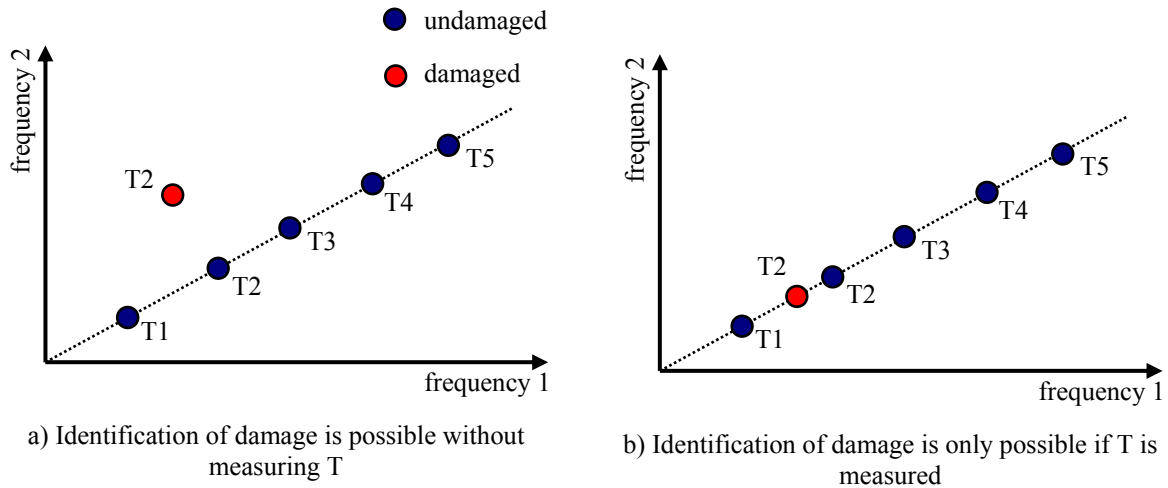 undamaged
damaged
frequency 2
T2
T5
T4
T3
T2
T1
frequency 1
a) Identification of damage is possible without
measuring T
frequency 2
T5
T4
T3
T2
T2
T1
frequency 1
b) Identification of damage is only possible if T is
measured